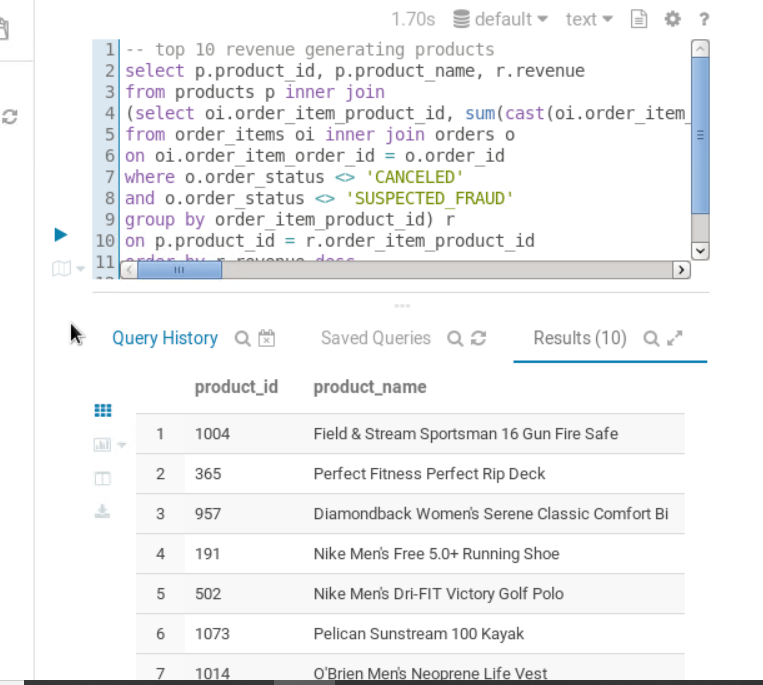 1.70s default text ?
1 -- top 10 revenue generating products
2 select p.product_id, p.product_name, r.revenue
3 from products p inner join
4 (select oi.order_item_product_id, sum(cast(oi.order_item_
5 from order_items oi inner join orders o
6 on oi.order_item_order_id = o.order_id
7 where o.order_status <> 'CANCELED'
8 and o.order_status <> 'SUSPECTED_FRAUD'
9 group by order_item_product_id) r
10 on p.product_id = r.order_item_product_id
11 order by r.revenue desc
Query History Saved Queries Results (10)
product_id product_name
1 1004 Field & Stream Sportsman 16 Gun Fire Safe
2 365 Perfect Fitness Perfect Rip Deck
3 957 Diamondback Women's Serene Classic Comfort Bi
4 191 Nike Men's Free 5.0+ Running Shoe
5 502 Nike Men's Dri-FIT Victory Golf Polo
6 1073 Pelican Sunstream 100 Kayak
7 1014 O'Brien Men's Neoprene Life Vest